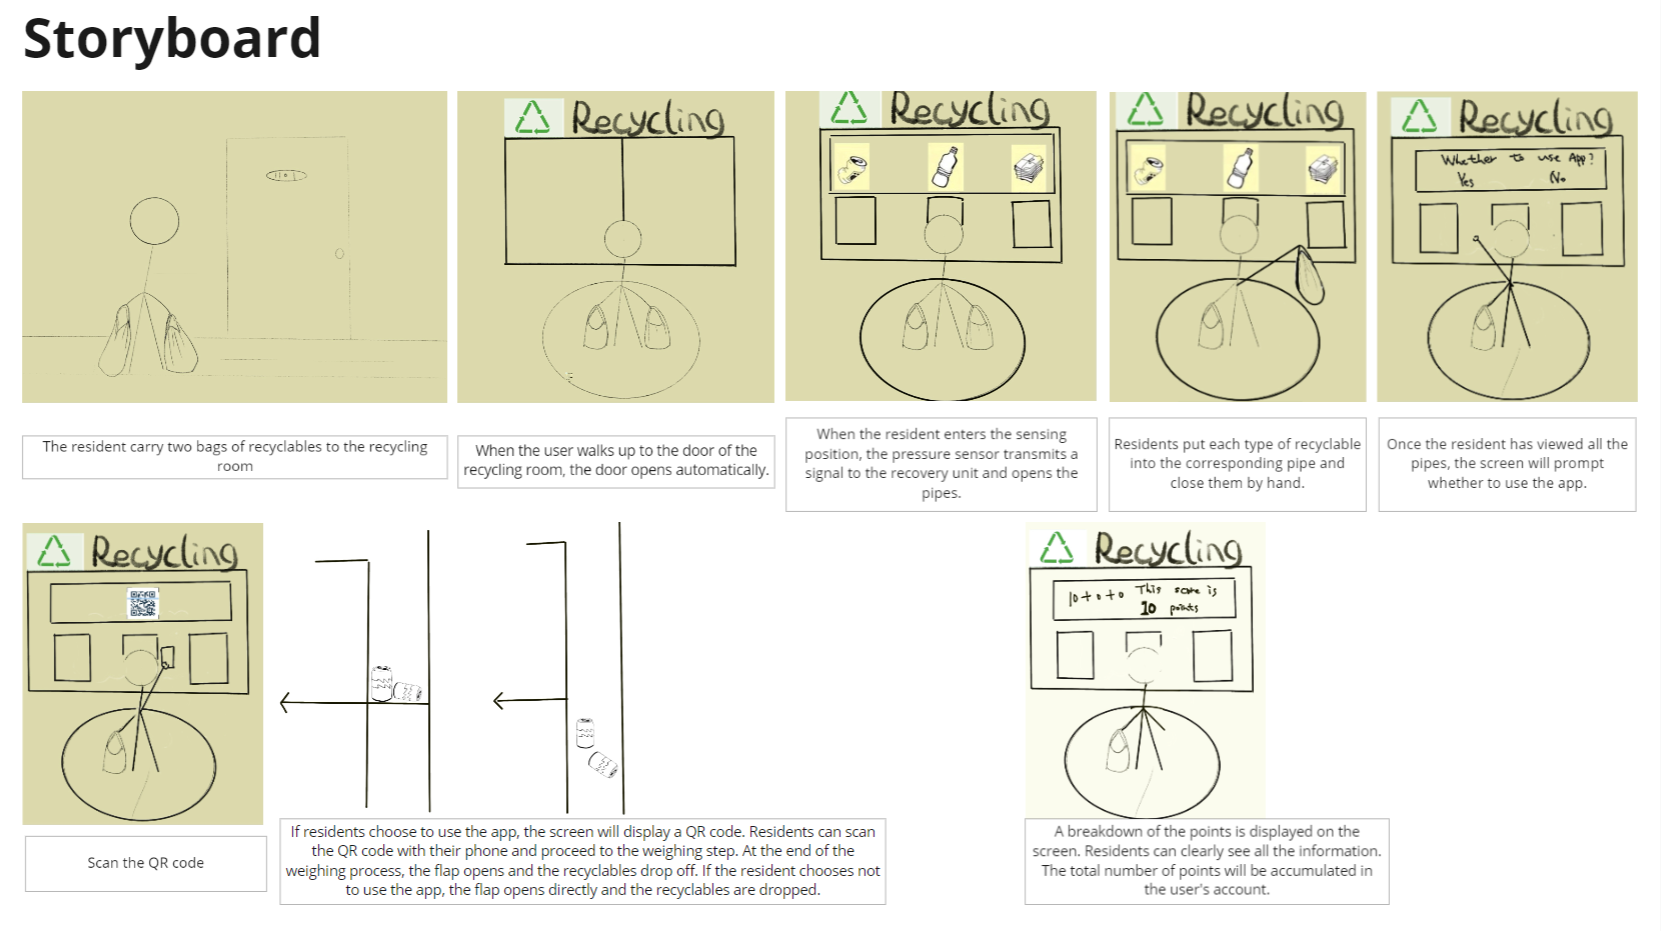 Storyboard
Recycling
Recycling
Recycling
Recycling
Whether to use App?
Yes No
The resident carry two bags of recyclables to the recycling
room
When the user walks up to the door of the
recycling room, the door opens automatically.
When the resident enters the sensing
position, the pressure sensor transmits a
signal to the recovery unit and opens the
pipes.
Residents put each type of recyclable
into the corresponding pipe and
close them by hand.
Once the resident has viewed all the
pipes, the screen will prompt
whether to use the app.
Recycling
Recycling
10+0+0 This score is
10 points
Scan the QR code
If residents choose to use the app, the screen will display a QR code. Residents can scan
the QR code with their phone and proceed to the weighing step. At the end of the
weighing process, the flap opens and the recyclables drop off. If the resident chooses not
to use the app, the flap opens directly and the recyclables are dropped.
A breakdown of the points is displayed on the
screen. Residents can clearly see all the information.
The total number of points will be accumulated in
the user's account.